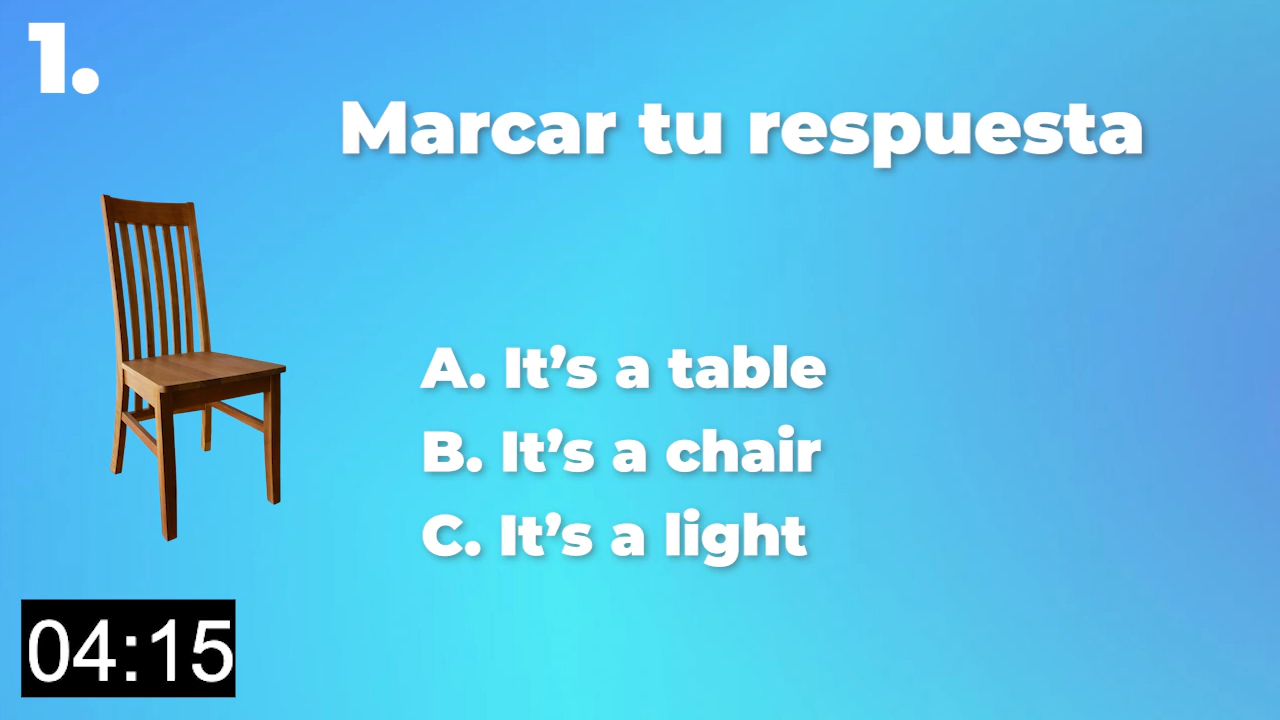 1.
Marcar tu respuesta
A. It’s a table
B. It’s a chair
C. It’s a light
04:15